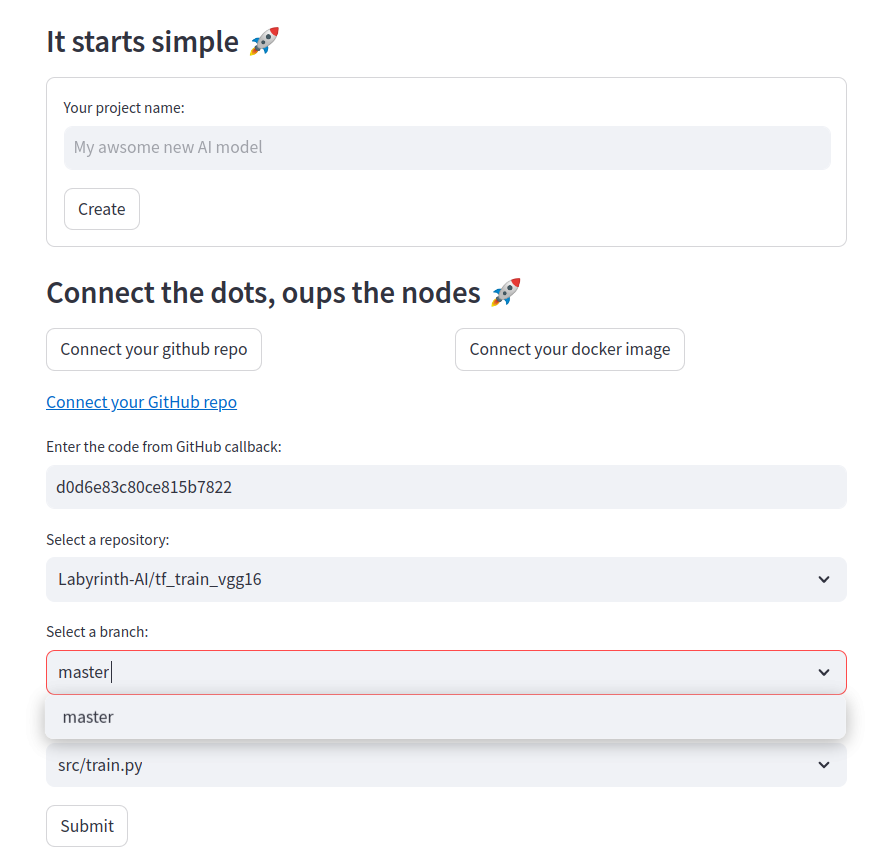 It starts simple 🚀
Your project name:
My awsome new AI model
Create
Connect the dots, oups the nodes 🚀
Connect your github repo
Connect your docker image
Connect your GitHub repo
Enter the code from GitHub callback:
d0d6e83c80ce815b7822
Select a repository:
Labyrinth-AI/tf_train_vgg16
Select a branch:
master
master
src/train.py
Submit